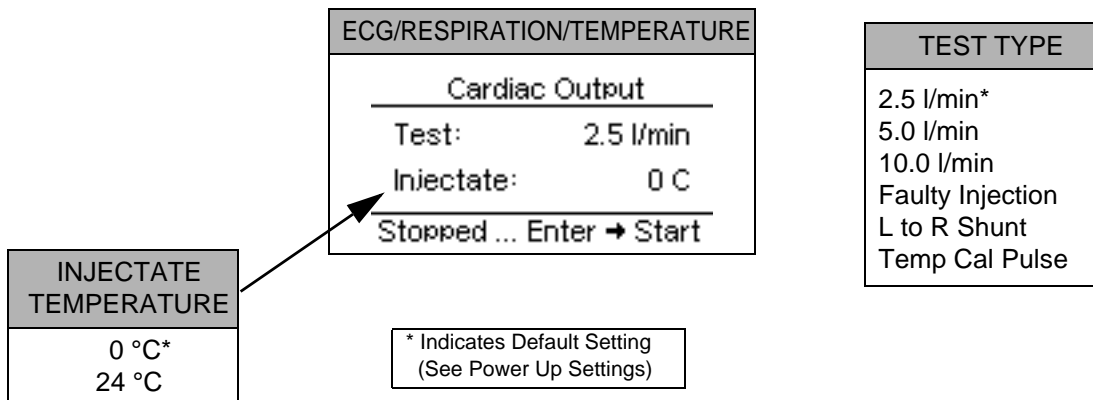 ECG/RESPIRATION/TEMPERATURE
Cardiac Output
Test: 2.5 l/min
Injectate: 0 C
Stopped ... Enter ➔ Start
TEST TYPE
2.5 l/min*
5.0 l/min
10.0 l/min
Faulty Injection
L to R Shunt
Temp Cal Pulse
INJECTATE
TEMPERATURE
0 °C*
24 °C
* Indicates Default Setting
(See Power Up Settings)